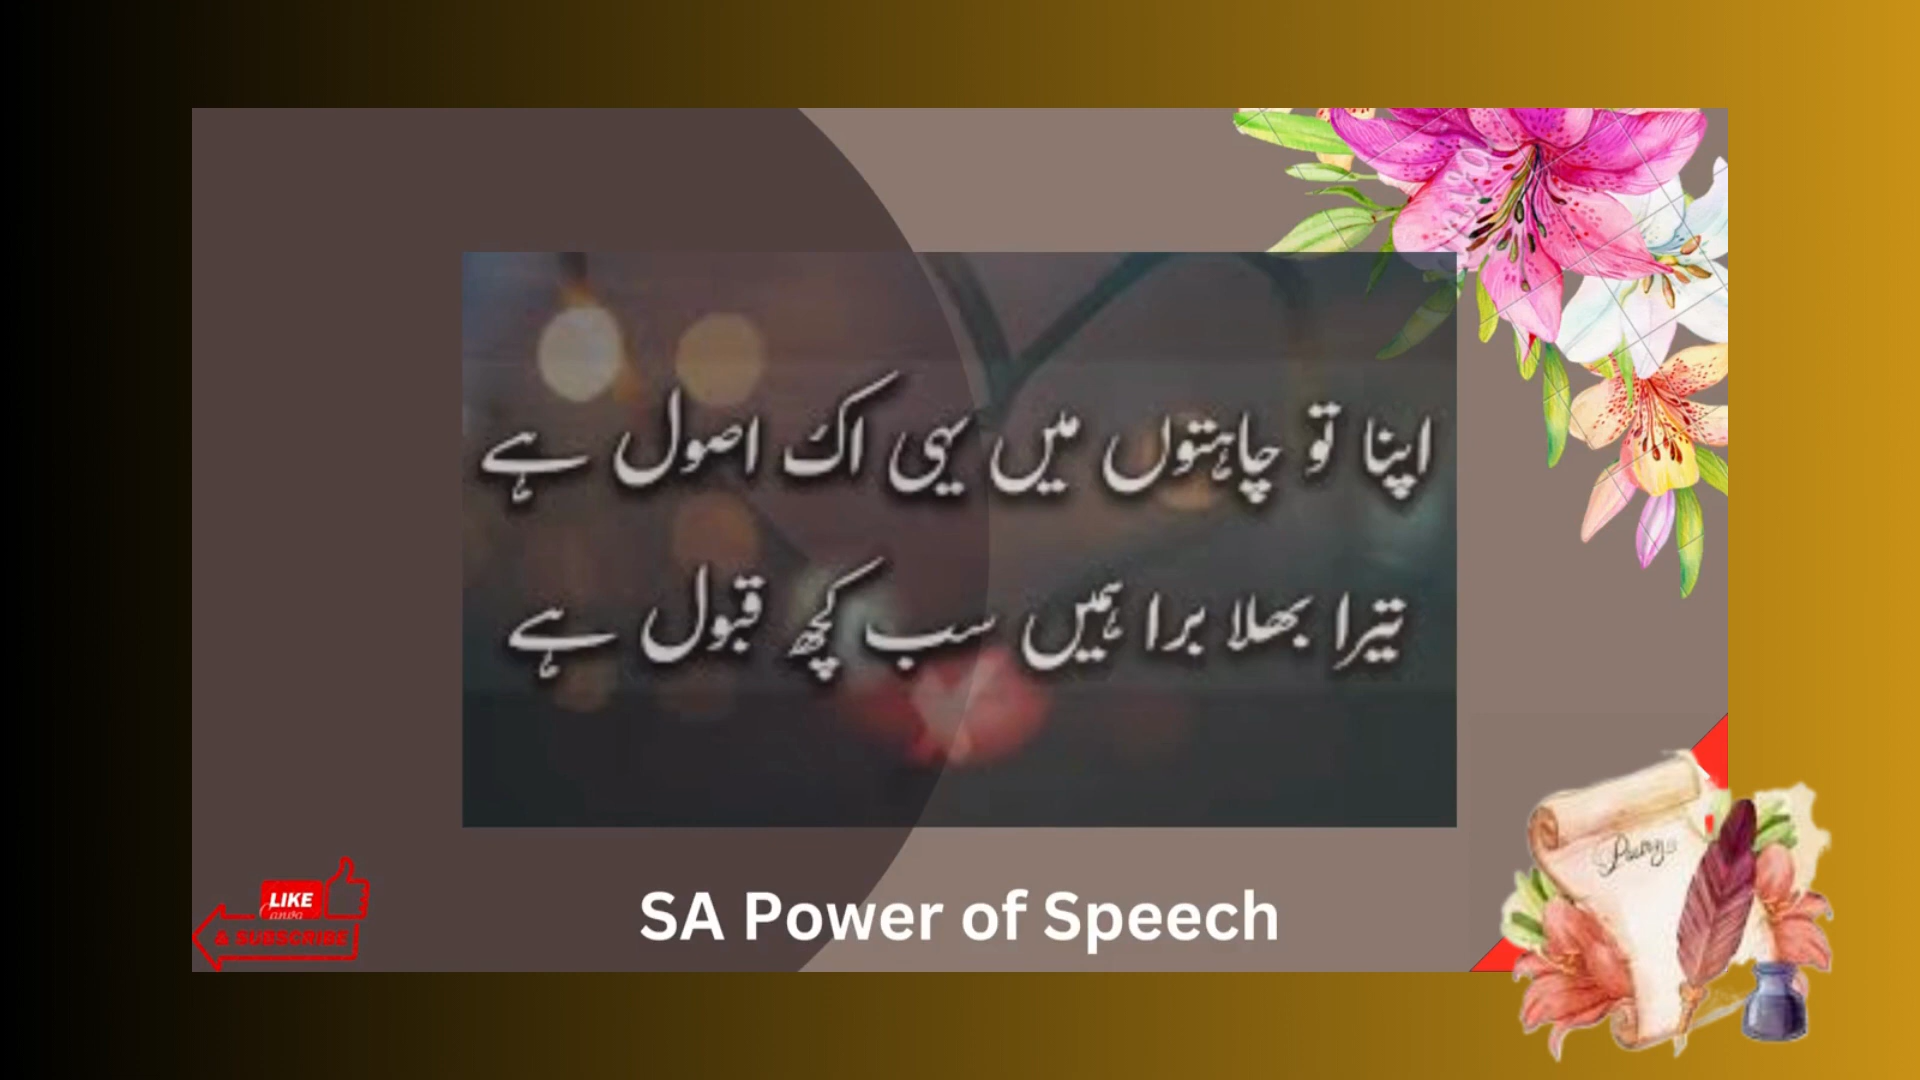 اپنا تو چاہتوں میں یہی اک اصول ہے
تیرا بھلا برا ہمیں سب کچھ قبول ہے
SA Power of Speech
LIKE
Canva
& SUBSCRIBE